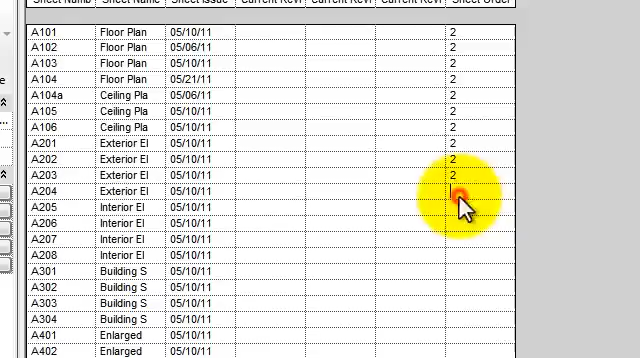 Sheet Numb Sheet Name Sheet Issue Current Revi Current Revi Current Revi Sheet Order
A101 Floor Plan 05/10/11 2
A102 Floor Plan 05/06/11 2
A103 Floor Plan 05/10/11 2
A104 Floor Plan 05/21/11 2
A104a Ceiling Pla 05/06/11 2
A105 Ceiling Pla 05/10/11 2
A106 Ceiling Pla 05/10/11 2
A201 Exterior El 05/10/11 2
A202 Exterior El 05/10/11 2
A203 Exterior El 05/10/11 2
A204 Exterior El 05/10/11
A205 Interior El 05/10/11
A206 Interior El 05/10/11
A207 Interior El 05/10/11
A208 Interior El 05/10/11
A301 Building S 05/10/11
A302 Building S 05/10/11
A303 Building S 05/10/11
A304 Building S 05/10/11
A401 Enlarged 05/10/11
A402 Enlarged 05/10/11